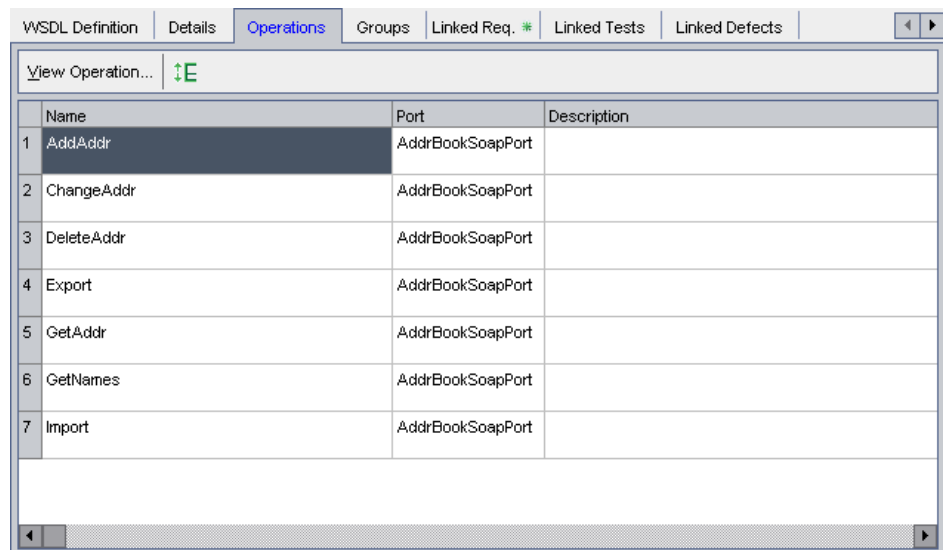 WSDL Definition Details Operations Groups Linked Req. * Linked Tests Linked Defects
View Operation...
Name Port Description
1 AddAddr AddrBookSoapPort
2 ChangeAddr AddrBookSoapPort
3 DeleteAddr AddrBookSoapPort
4 Export AddrBookSoapPort
5 GetAddr AddrBookSoapPort
6 GetNames AddrBookSoapPort
7 Import AddrBookSoapPort